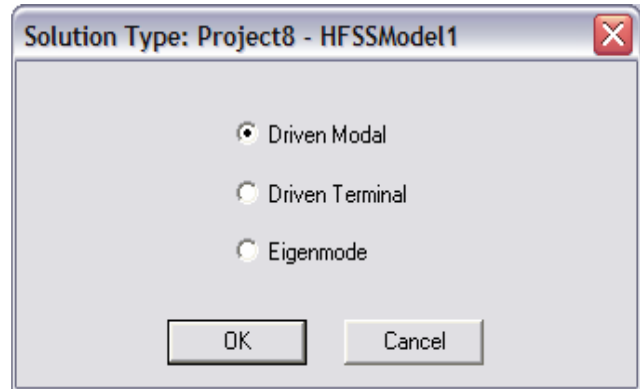 Solution Type: Project8 - HFSSModel1
Driven Modal
Driven Terminal
Eigenmode
OK Cancel